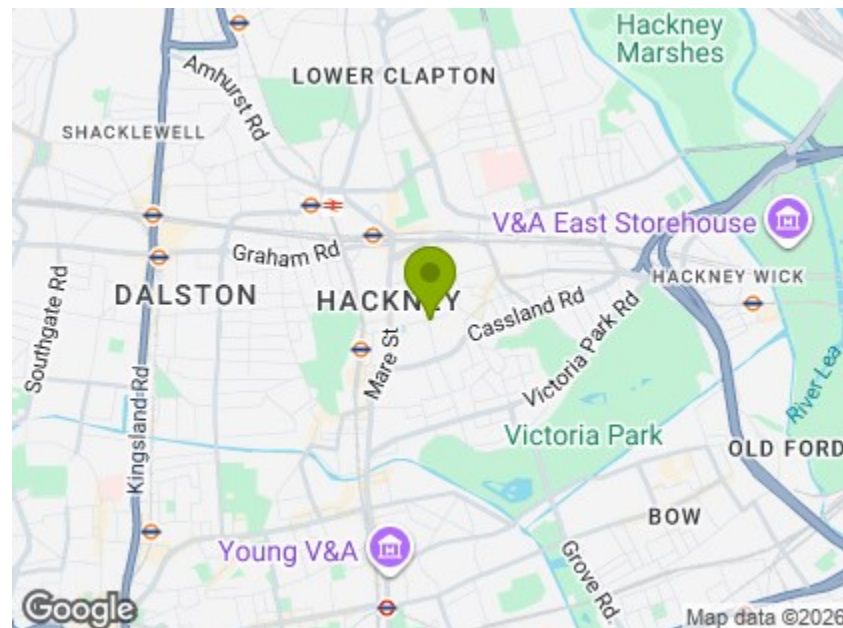 Hackney
Marshes
LOWER CLAPTON
Amhurst Rd
SHACKLEWELL
V&A East Storehouse
Graham Rd
HACKNEY WICK
DALSTON
HACKNEY
Southgate Rd
Cassland Rd
Mare St
Victoria Park Rd
River Lea
Kingsland Rd
Victoria Park
OLD FORD
BOW
Young V&A
Grove Rd.
Google
Map data ©2026